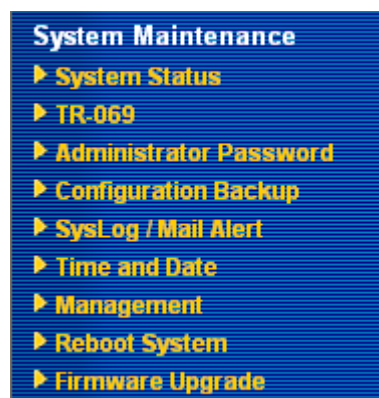 System Maintenance
System Status
TR-069
Administrator Password
Configuration Backup
SysLog / Mail Alert
Time and Date
Management
Reboot System
Firmware Upgrade